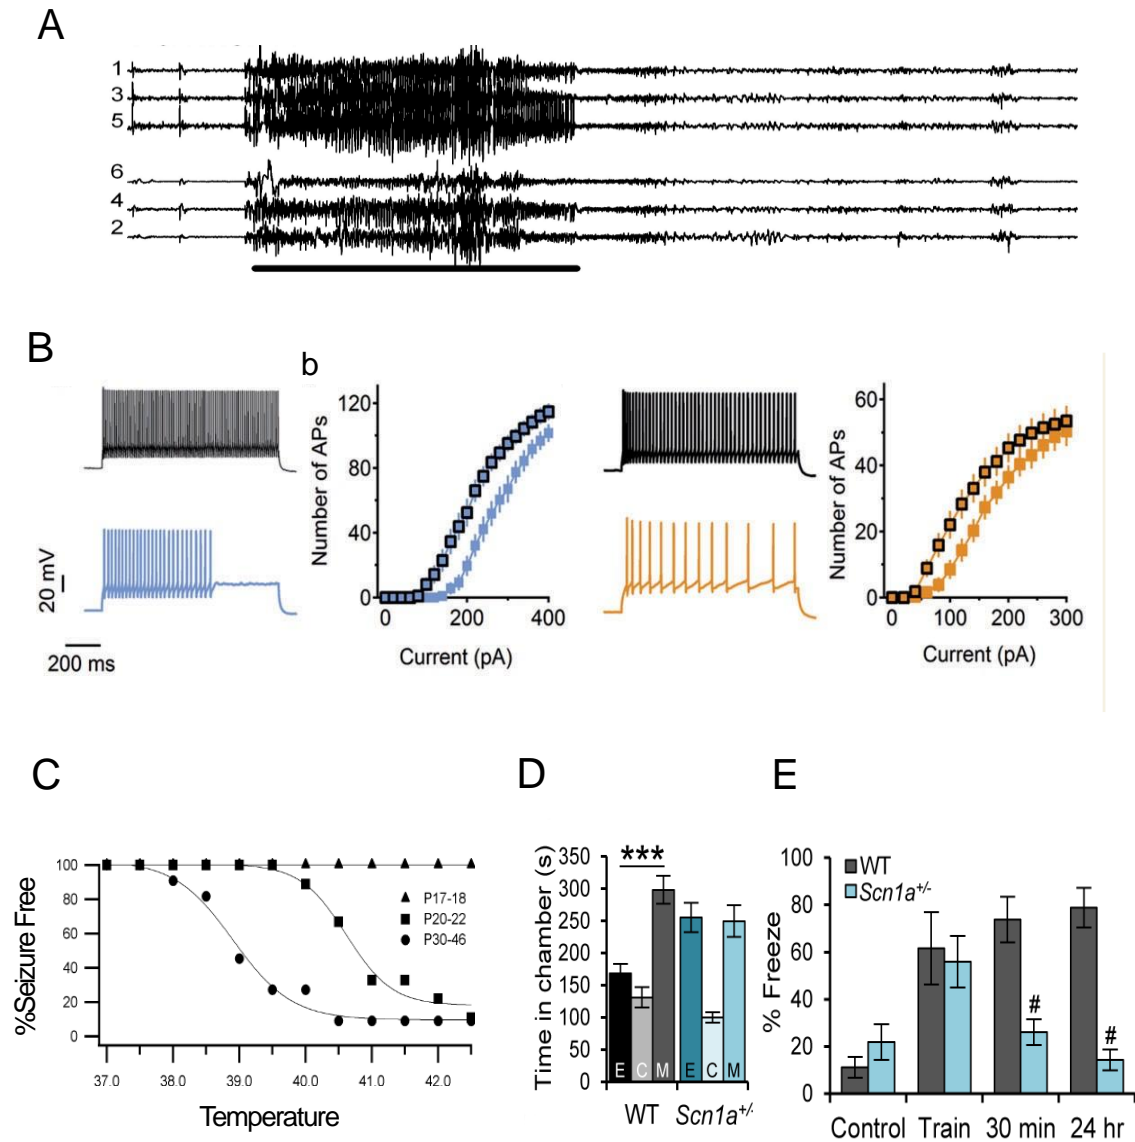 A
1
3
5
6
4
2
B
b
20 mV
200 ms
Number of APs
120
80
40
0
0 200 400
Current (pA)
Number of APs
60
40
20
0
0 100 200 300
Current (pA)
C
%Seizure Free
100
80
60
40
20
0
P17-18
P20-22
P30-46
37.0 38.0 39.0 40.0 41.0 42.0
Temperature
D
Time in chamber (s)
350
300
250
200
150
100
50
0
***
E C M E C M
WT Scn1a+/-
E
% Freeze
100
80
60
40
20
0
WT
Scn1a+/-
#
#
Control Train 30 min 24 hr